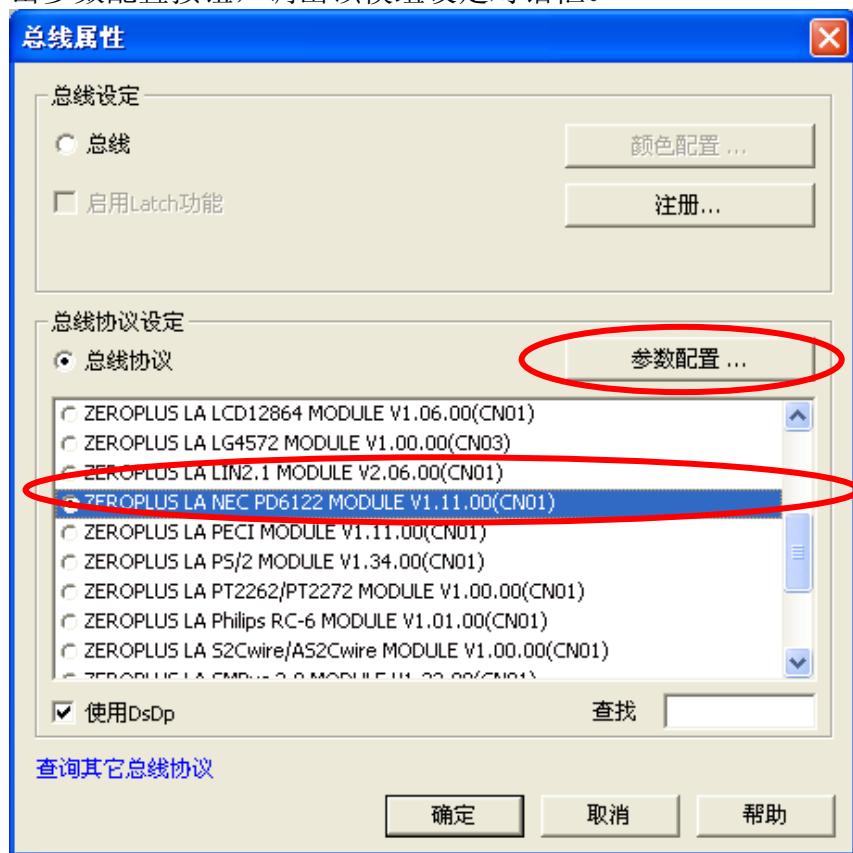 总线属性
总线设定
总线
颜色配置 ...
启用Latch功能
注册...
总线协议设定
总线协议
参数配置 ...
ZEROPLUS LA LCD12864 MODULE V1.06.00(CN01)
ZEROPLUS LA LG4572 MODULE V1.00.00(CN03)
ZEROPLUS LA LIN2.1 MODULE V2.06.00(CN01)
ZEROPLUS LA NEC PD6122 MODULE V1.11.00(CN01)
ZEROPLUS LA PECI MODULE V1.11.00(CN01)
ZEROPLUS LA PS/2 MODULE V1.34.00(CN01)
ZEROPLUS LA PT2262/PT2272 MODULE V1.00.00(CN01)
ZEROPLUS LA Philips RC-6 MODULE V1.01.00(CN01)
ZEROPLUS LA S2Cwire/AS2Cwire MODULE V1.00.00(CN01)
使用DsDp
查找
查询其它总线协议
确定
取消
帮助